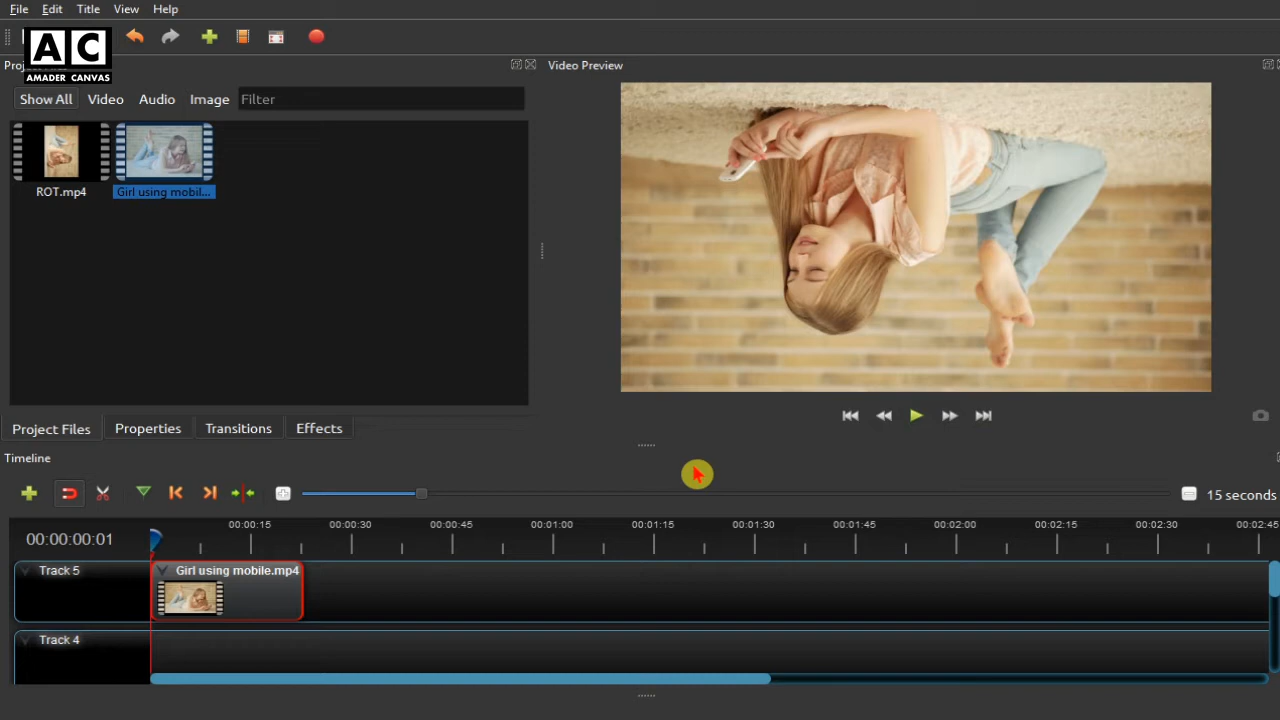 File Edit Title View Help
AC
AMADER CANVAS
Video Preview
Show All Video Audio Image Filter
ROT.mp4 Girl using mobil...
Project Files Properties Transitions Effects
Timeline
15 seconds
00:00:00:01 00:00:15 00:00:30 00:00:45 00:01:00 00:01:15 00:01:30 00:01:45 00:02:00 00:02:15 00:02:30 00:02:45
Track 5 Girl using mobile.mp4
Track 4